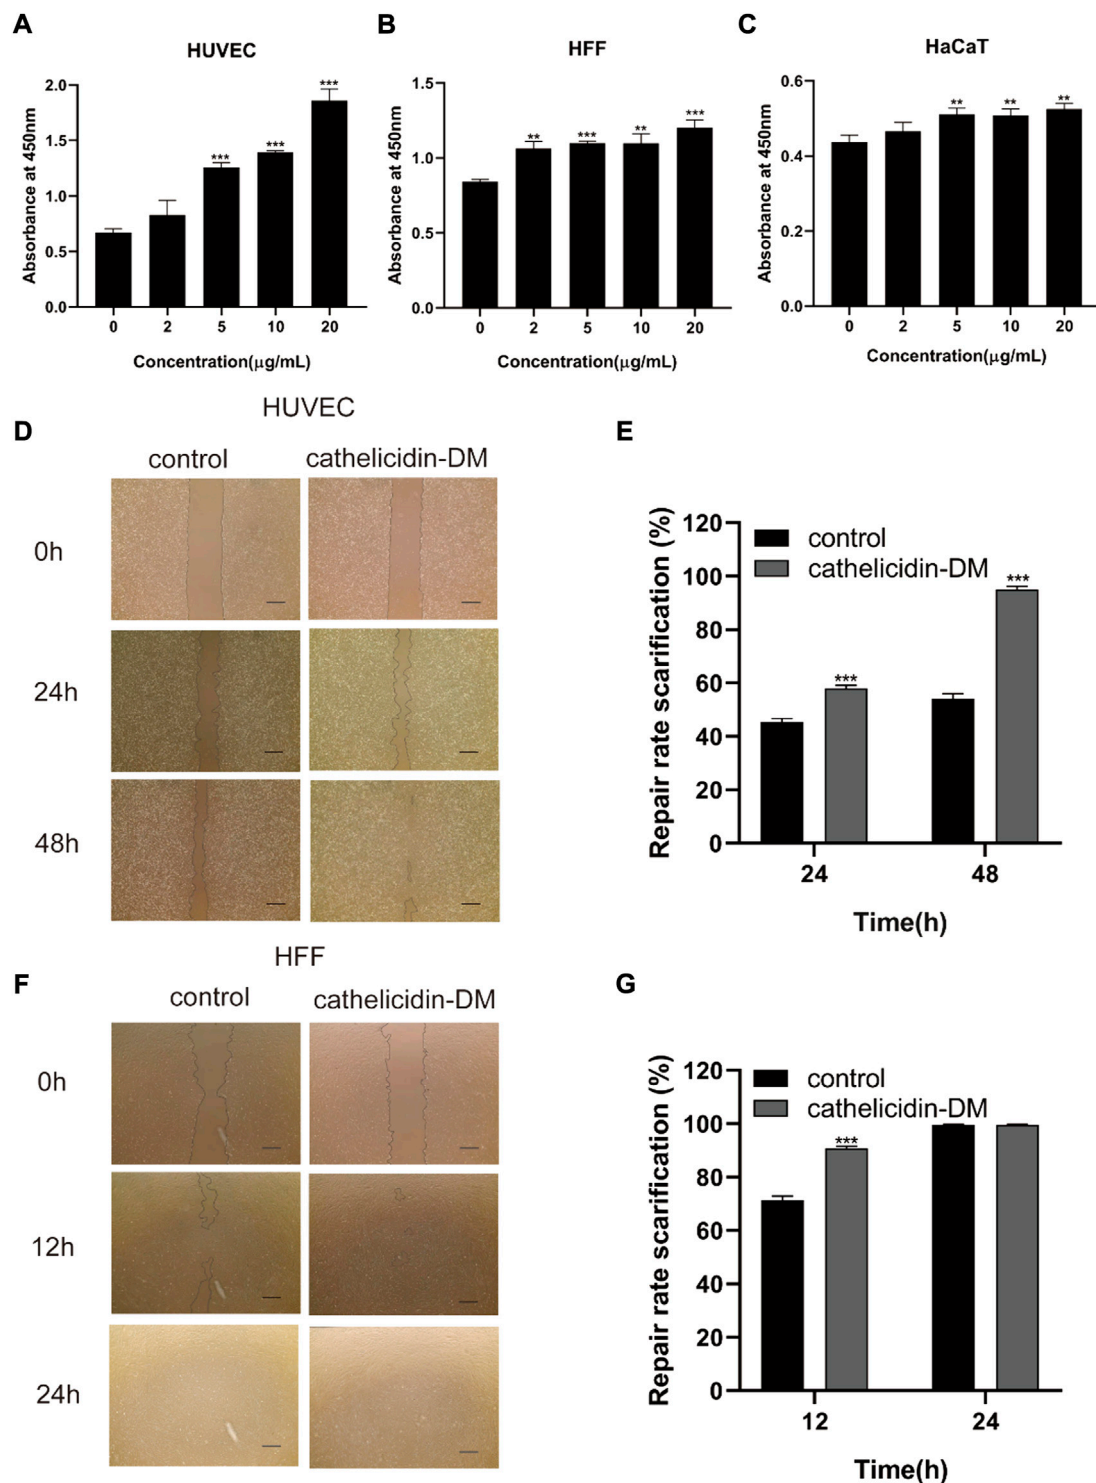 A
HUVEC
Absorbance at 450nm
2.0
1.5
1.0
0.5
0.0
***
***
***
0
2
5
10
20
Concentration(μg/mL)
B
HFF
Absorbance at 450nm
1.5
1.0
0.5
0.0
**
***
**
***
0
2
5
10
20
Concentration(μg/mL)
C
HaCaT
Absorbance at 450nm
0.6
0.4
0.2
0.0
**
**
**
0
2
5
10
20
Concentration(μg/mL)
D
HUVEC
control
cathelicidin-DM
0h
24h
48h
E
Repair rate scarification (%)
120
100
80
60
40
20
0
control
cathelicidin-DM
***
***
24
48
Time(h)
F
HFF
control
cathelicidin-DM
0h
12h
24h
G
Repair rate scarification (%)
120
100
80
60
40
20
0
control
cathelicidin-DM
***
12
24
Time(h)